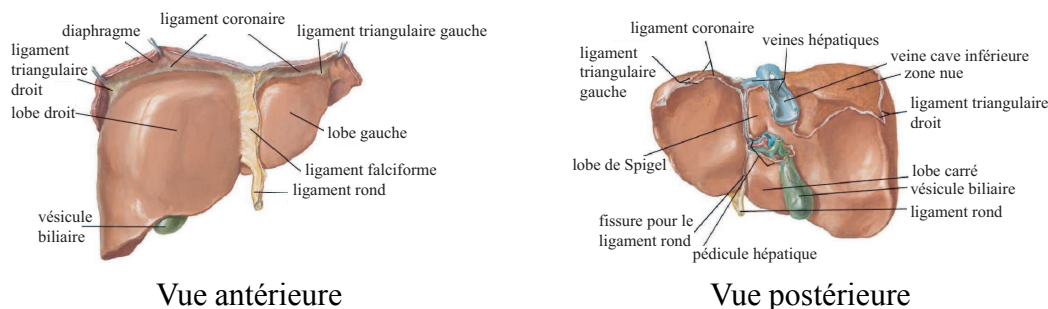 ligament coronaire
diaphragme
ligament triangulaire gauche
ligament
triangulaire
droit
lobe droit
lobe gauche
ligament falciforme
ligament rond
vésicule
biliaire
Vue antérieure
ligament coronaire
veines hépatiques
ligament
triangulaire
gauche
veine cave inférieure
zone nue
ligament triangulaire
droit
lobe de Spigel
lobe carré
vésicule biliaire
ligament rond
fissure pour le
ligament rond
pédicule hépatique
Vue postérieure